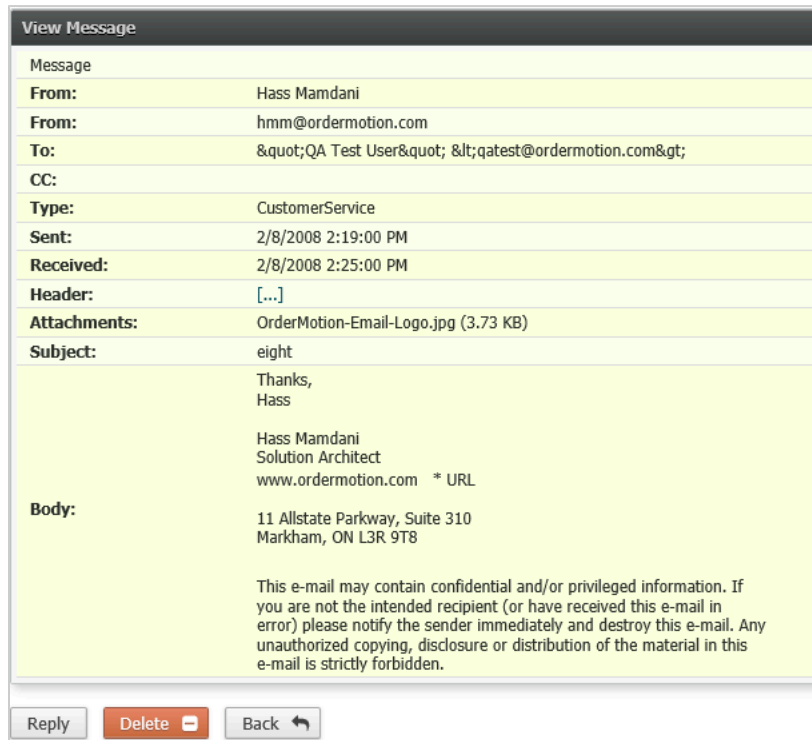 View Message
Message
From: Hass Mamdani
From: hmm@ordermotion.com
To: &quot;QA Test User&quot; &lt;qatest@ordermotion.com&gt;
CC:
Type: CustomerService
Sent: 2/8/2008 2:19:00 PM
Received: 2/8/2008 2:25:00 PM
Header: [...]
Attachments: OrderMotion-Email-Logo.jpg (3.73 KB)
Subject: eight
Body:
Thanks,
Hass
Hass Mamdani
Solution Architect
www.ordermotion.com * URL
11 Allstate Parkway, Suite 310
Markham, ON L3R 9T8
This e-mail may contain confidential and/or privileged information. If
you are not the intended recipient (or have received this e-mail in
error) please notify the sender immediately and destroy this e-mail. Any
unauthorized copying, disclosure or distribution of the material in this
e-mail is strictly forbidden.
Reply Delete Back